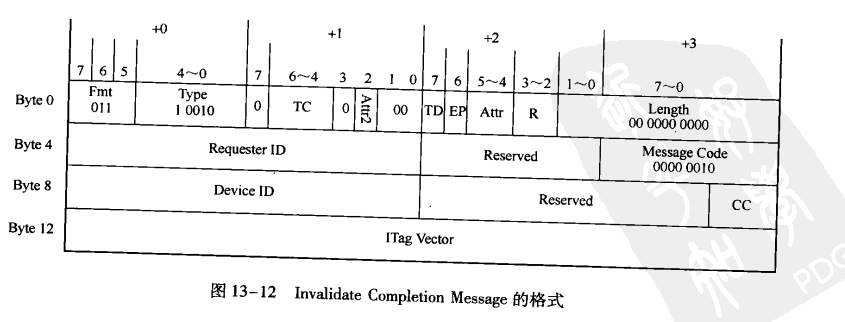 +0 +1 +2 +3
7 6 5 4～0 7 6～4 3 2 1 0 7 6 5～4 3～2 1～0 7～0
Byte 0 Fmt 011 Type 1 0010 0 TC 0 Attr2 00 TD EP Attr R Length 00 0000 0000
Byte 4 Requester ID Reserved Message Code 0000 0010
Byte 8 Device ID Reserved CC
Byte 12 ITag Vector
图 13-12 Invalidate Completion Message 的格式
PDG